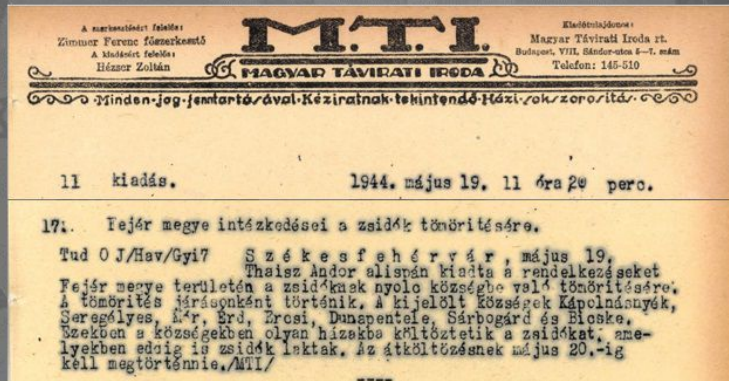 A szerkesztésért felelős:
Zimmer Ferenc főszerkesztő
A kiadásért felelős:
Hézser Zoltán
M.T.I.
MAGYAR TÁVIRATI IRODA
Kiadótulajdonos:
Magyar Távirati Iroda rt.
Budapest, VIII, Sándor-utca 5—7. szám
Telefon: 145-510
Minden·jog·fenntartásával·Kéziratnak·tekintendő·Házi·sokszorosítás·
11 kiadás. 1944. május 19. 11 óra 20 perc.
17. Fejér megye intézkedései a zsidók tömörítésére.
Tud O J/Hav/Gyi7 Székesfehérvár, május 19.
Thaisz Andor alispán kiadta a rendelkezéseket
Fejér megye területén a zsidóknak nyolc községbe való tömörítésére.
A tömörítés járásonként történik. A kijelölt községek Kápolnásnyék,
Seregélyes, Mór, Érd, Ercsi, Dunapentele, Sárbogárd és Bicske.
Ezekben a községekben olyan házakba költöztetik a zsidókat, ame-
lyekben eddig is zsidók laktak. Az átköltözésnek május 20.-ig
kell megtörténnie./MTI/